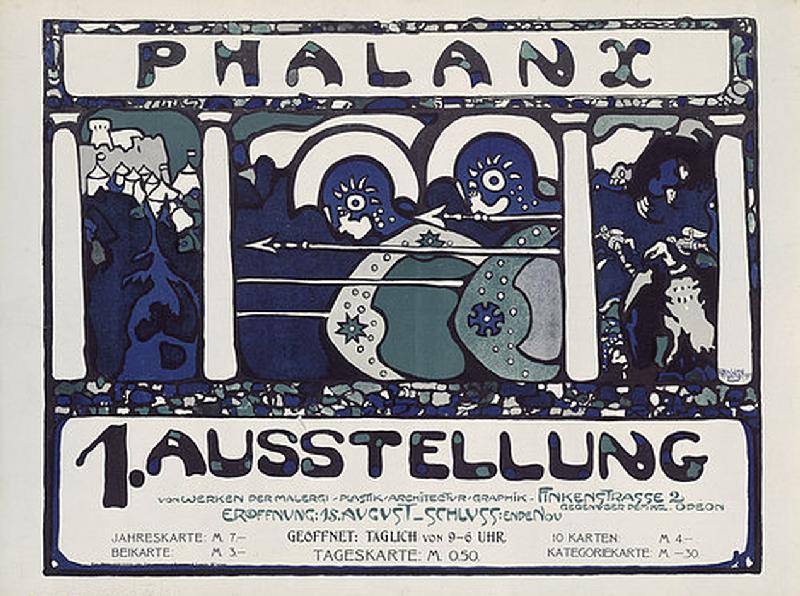 PHALANX
1. AUSSTELLUNG
VON WERKEN DER MALEREI - PLASTIK - ARCHITECTUR - GRAPHIK - FINKENSTRASSE 2
GEGENÜBER DEM KGL. ODEON
ERÖFFNUNG: 15. AUGUST - SCHLUSS: ENDE NOV
JAHRESKARTE: M. 7.— GEÖFFNET: TÄGLICH VON 9–6 UHR. 10 KARTEN: M. 4.—
BEIKARTE: M. 3.— TAGESKARTE: M. 0.50. KATEGORIEKARTE: M. —.30.